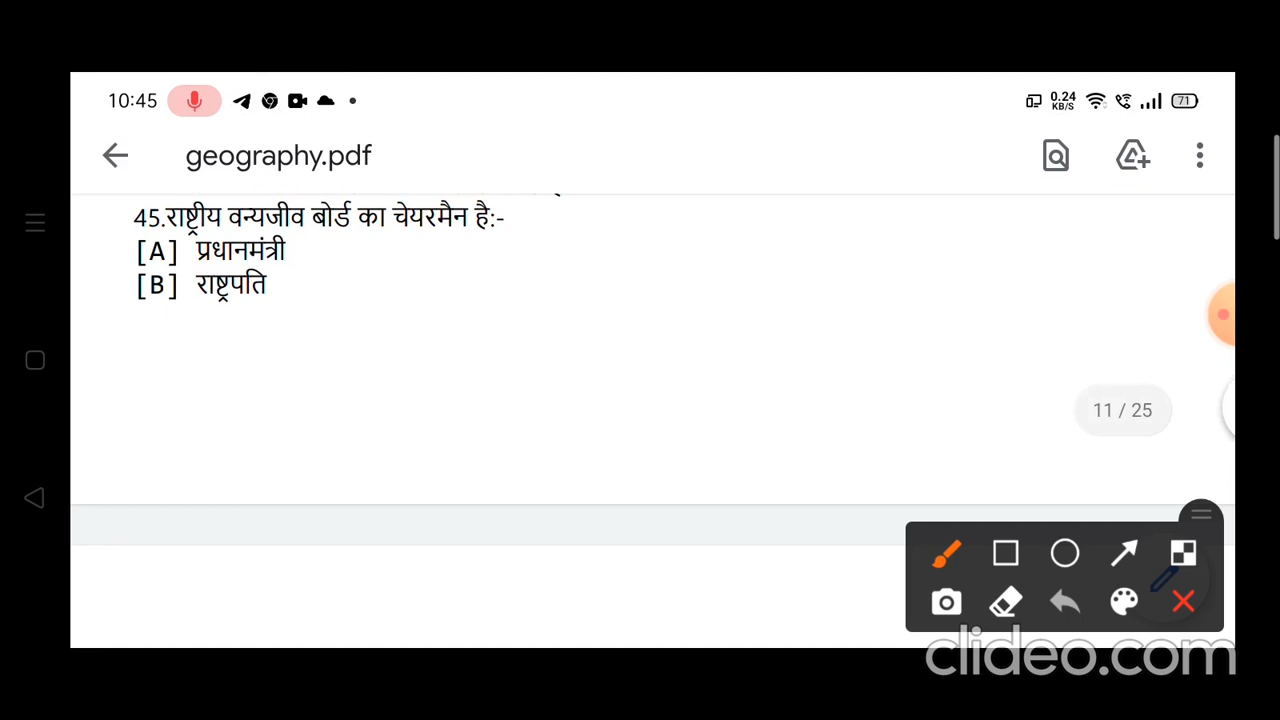 10:45
0.24
KB/S
71
geography.pdf
45.राष्ट्रीय वन्यजीव बोर्ड का चेयरमैन है:-
[A] प्रधानमंत्री
[B] राष्ट्रपति
11 / 25
clideo.com